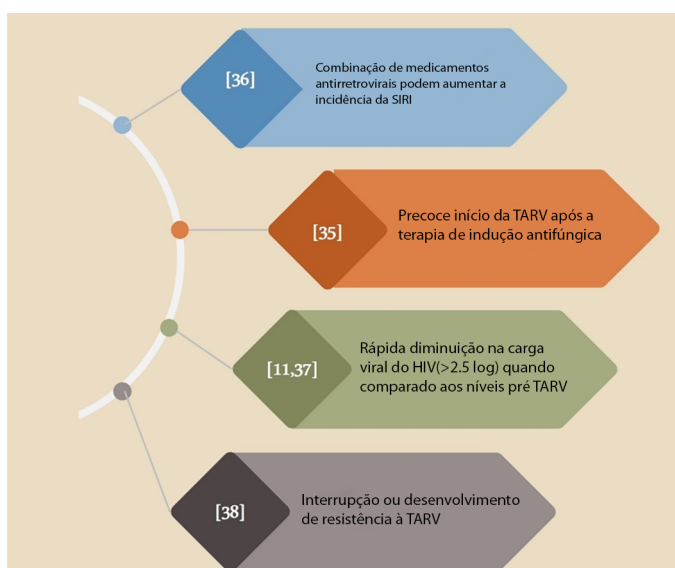 [36]
Combinação de medicamentos
antirretrovirais podem aumentar a
incidência da SIRI
[35]
Precoce início da TARV após a
terapia de indução antifúngica
[11,37]
Rápida diminuição na carga
viral do HIV(>2.5 log) quando
comparado aos níveis pré TARV
[38]
Interrupção ou desenvolvimento
de resistência à TARV